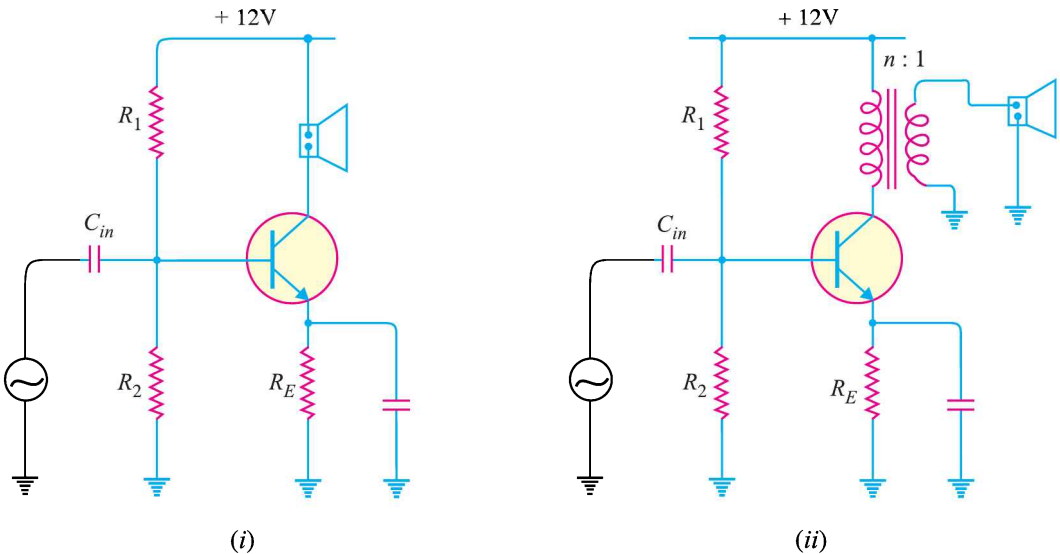 + 12V
R1
Cin
R2
RE
(i)
+ 12V
n : 1
R1
Cin
R2
RE
(ii)